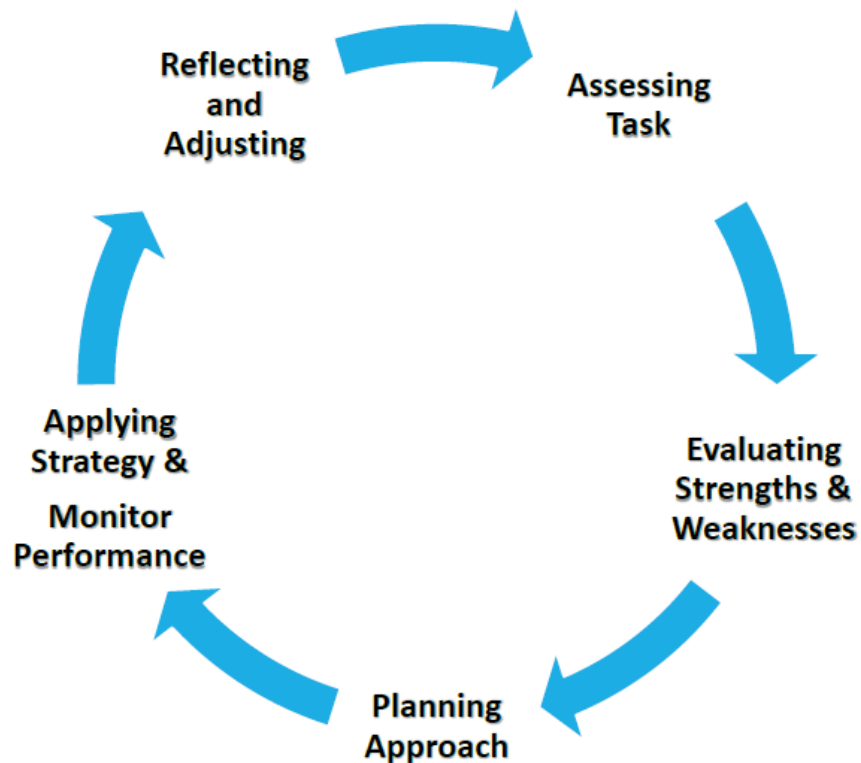 Reflecting
and
Adjusting
Assessing
Task
Evaluating
Strengths &
Weaknesses
Planning
Approach
Applying
Strategy &
Monitor
Performance